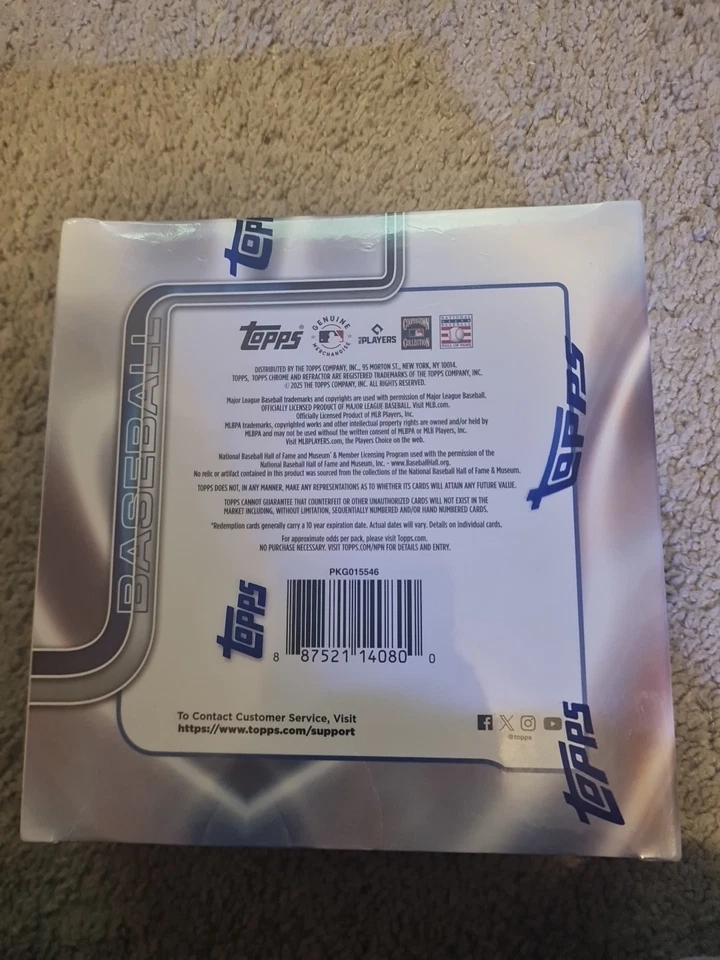 TOPPS
BASEBALL
TOPPS®
GENUINE
MERCHANDISE
MLB PLAYERS
COOPERSTOWN
COLLECTION
NATIONAL
BASEBALL
HALL OF FAME
DISTRIBUTED BY THE TOPPS COMPANY, INC., 95 MORTON ST., NEW YORK, NY 10014.
TOPPS, TOPPS CHROME AND REFRACTOR ARE REGISTERED TRADEMARKS OF THE TOPPS COMPANY, INC.
© 2025 THE TOPPS COMPANY, INC. ALL RIGHTS RESERVED.
Major League Baseball trademarks and copyrights are used with permission of Major League Baseball.
OFFICIALLY LICENSED PRODUCT OF MAJOR LEAGUE BASEBALL. Visit MLB.com.
Officially Licensed Product of MLB Players, Inc.
MLBPA trademarks, copyrighted works and other intellectual property rights are owned and/or held by
MLBPA and may not be used without the written consent of MLBPA or MLB Players, Inc.
Visit MLBPLAYERS.com, the Players Choice on the web.
National Baseball Hall of Fame and Museum® & Member Licensing Program used with the permission of the
National Baseball Hall of Fame and Museum, Inc. - www.BaseballHall.org.
No relic or artifact contained in this product was sourced from the collections of the National Baseball Hall of Fame & Museum.
TOPPS DOES NOT, IN ANY MANNER, MAKE ANY REPRESENTATIONS AS TO WHETHER ITS CARDS WILL ATTAIN ANY FUTURE VALUE.
TOPPS CANNOT GUARANTEE THAT COUNTERFEIT OR OTHER UNAUTHORIZED CARDS WILL NOT EXIST IN THE
MARKET INCLUDING, WITHOUT LIMITATION, SEQUENTIALLY NUMBERED AND/OR HAND NUMBERED CARDS.
*Redemption cards generally carry a 10 year expiration date. Actual dates will vary. Details on individual cards.
For approximate odds per pack, please visit Topps.com.
NO PURCHASE NECESSARY. VISIT TOPPS.COM/NPN FOR DETAILS AND ENTRY.
TOPPS
PKG015546
TOPPS
8 87521 14080 0
To Contact Customer Service, Visit
https://www.topps.com/support
@topps
TOPPS